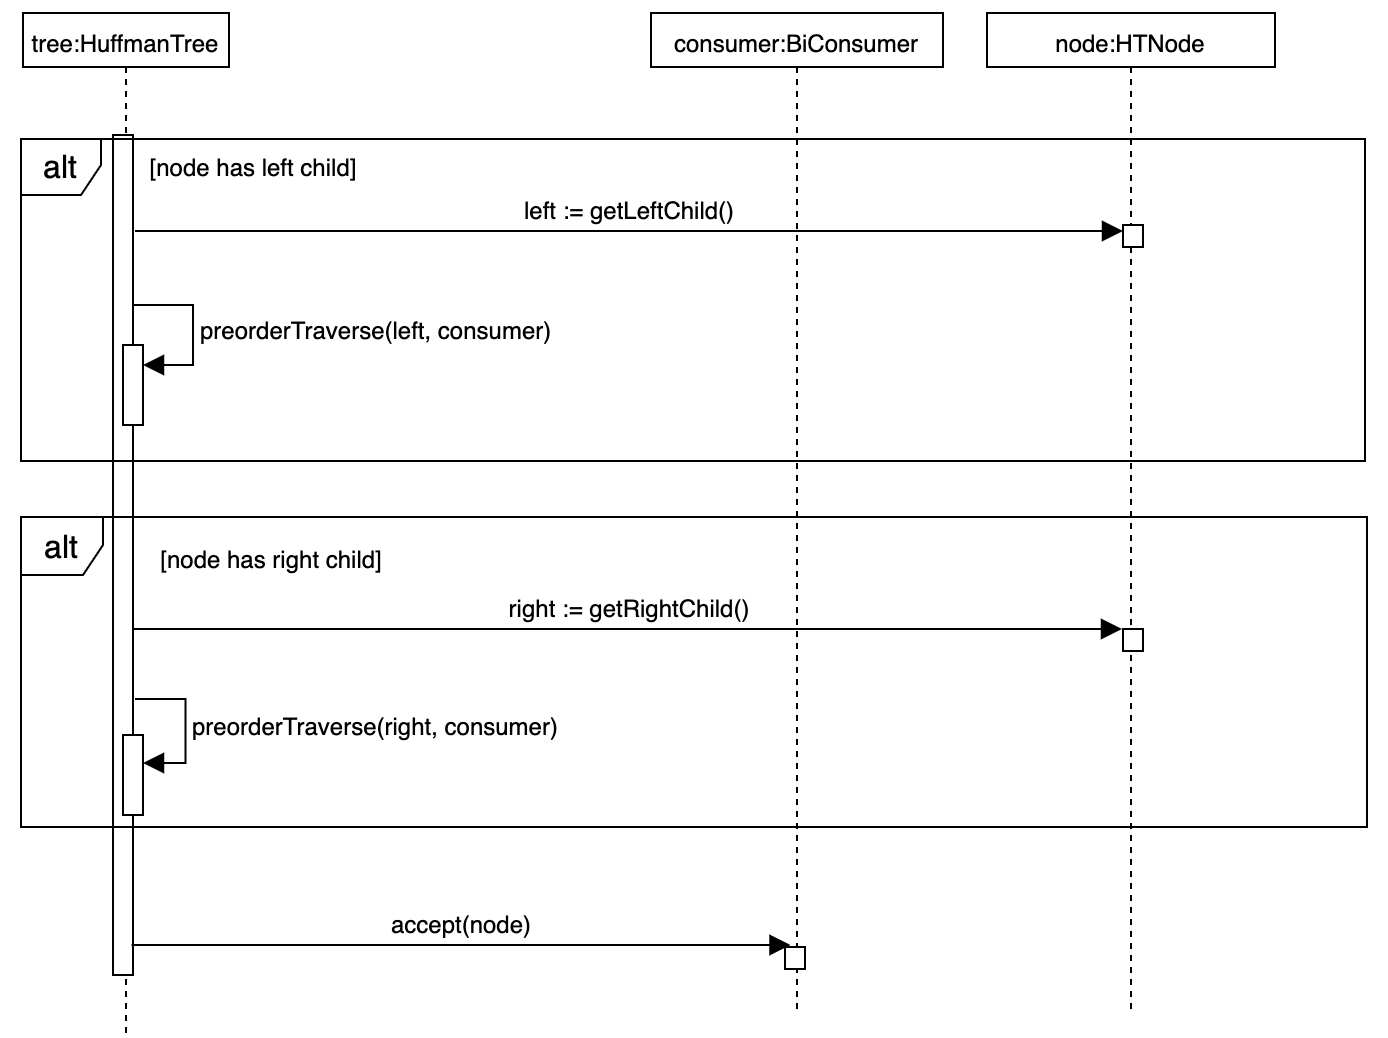 tree:HuffmanTree
consumer:BiConsumer
node:HTNode
alt
[node has left child]
left := getLeftChild()
preorderTraverse(left, consumer)
alt
[node has right child]
right := getRightChild()
preorderTraverse(right, consumer)
accept(node)